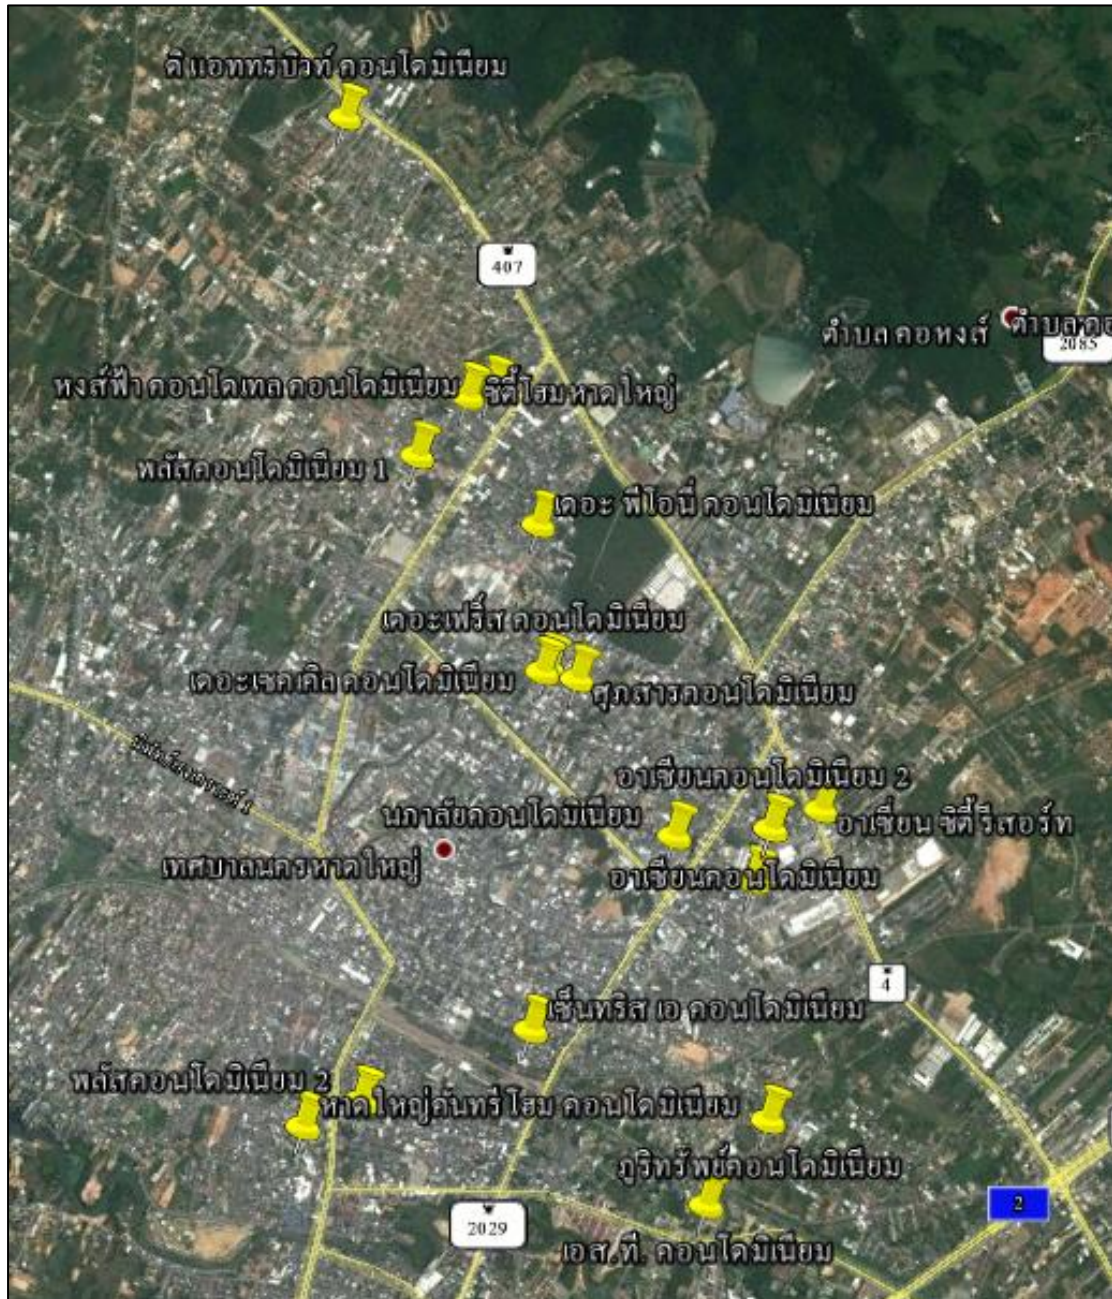 ดิ แอททริบิวท์ คอนโดมิเนียม
407
ตำบล คอหงส์
ตำบล คอ
2085
หงส์ฟ้า คอนโดเทล คอนโดมิเนียม
ซิตี้โฮมหาดใหญ่
พลัสคอนโดมิเนียม 1
เดอะ พีโอนี่ คอนโดมิเนียม
เดอะเฟริ์ส คอนโดมิเนียม
เดอะเซดเคิล คอนโดมิเนียม
ศุภสารคอนโดมิเนียม
อาเซียนคอนโดมิเนียม 2
นภาลัยคอนโดมิเนียม
อาเซี่ยน ซิตี้ รีสอร์ท
เทศบาลนครหาดใหญ่
อาเซียนคอนโดมิเนียม
4
เซ็นทริส เอ คอนโดมิเนียม
พลัสคอนโดมิเนียม 2
หาดใหญ่คันทรี่โฮม คอนโดมิเนียม
ภูริทรัพย์คอนโดมิเนียม
2
2029
เอส.ที. คอนโดมิเนียม